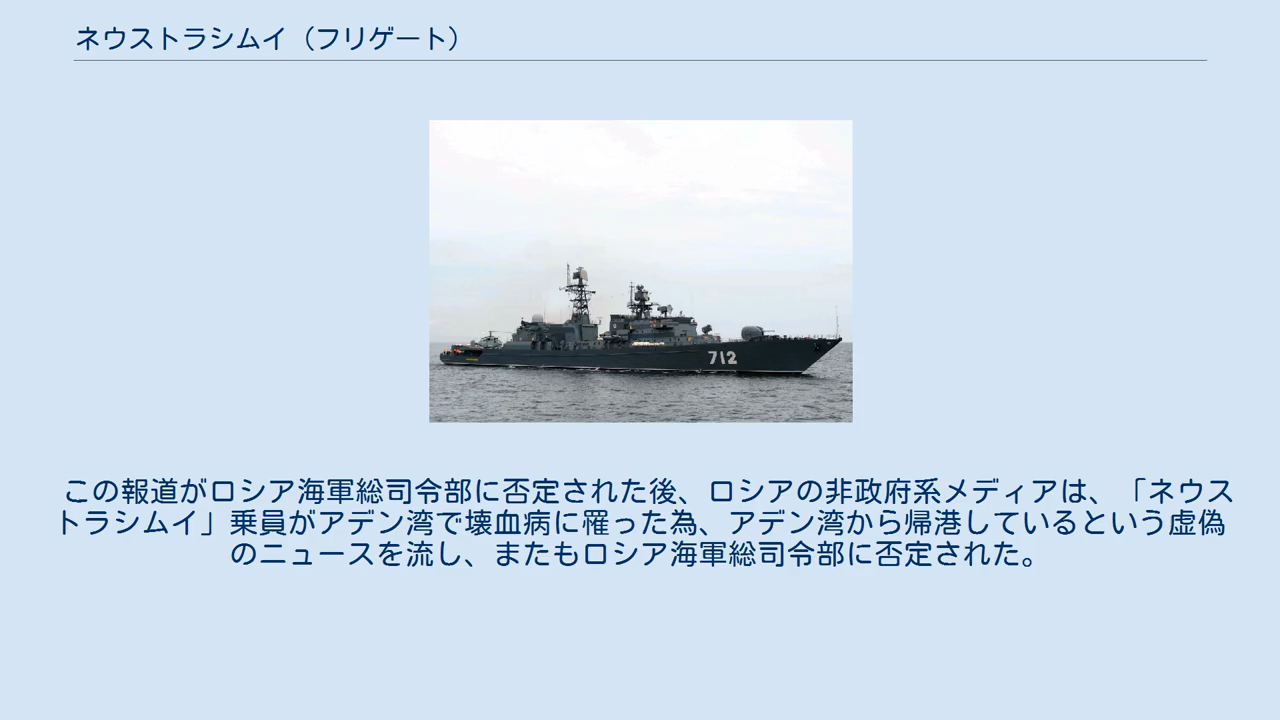 ネウストラシムイ（フリゲート）
712
この報道がロシア海軍総司令部に否定された後、ロシアの非政府系メディアは、「ネウス
トラシムイ」乗員がアデン湾で壊血病に罹った為、アデン湾から帰港しているという虚偽
のニュースを流し、またもロシア海軍総司令部に否定された。